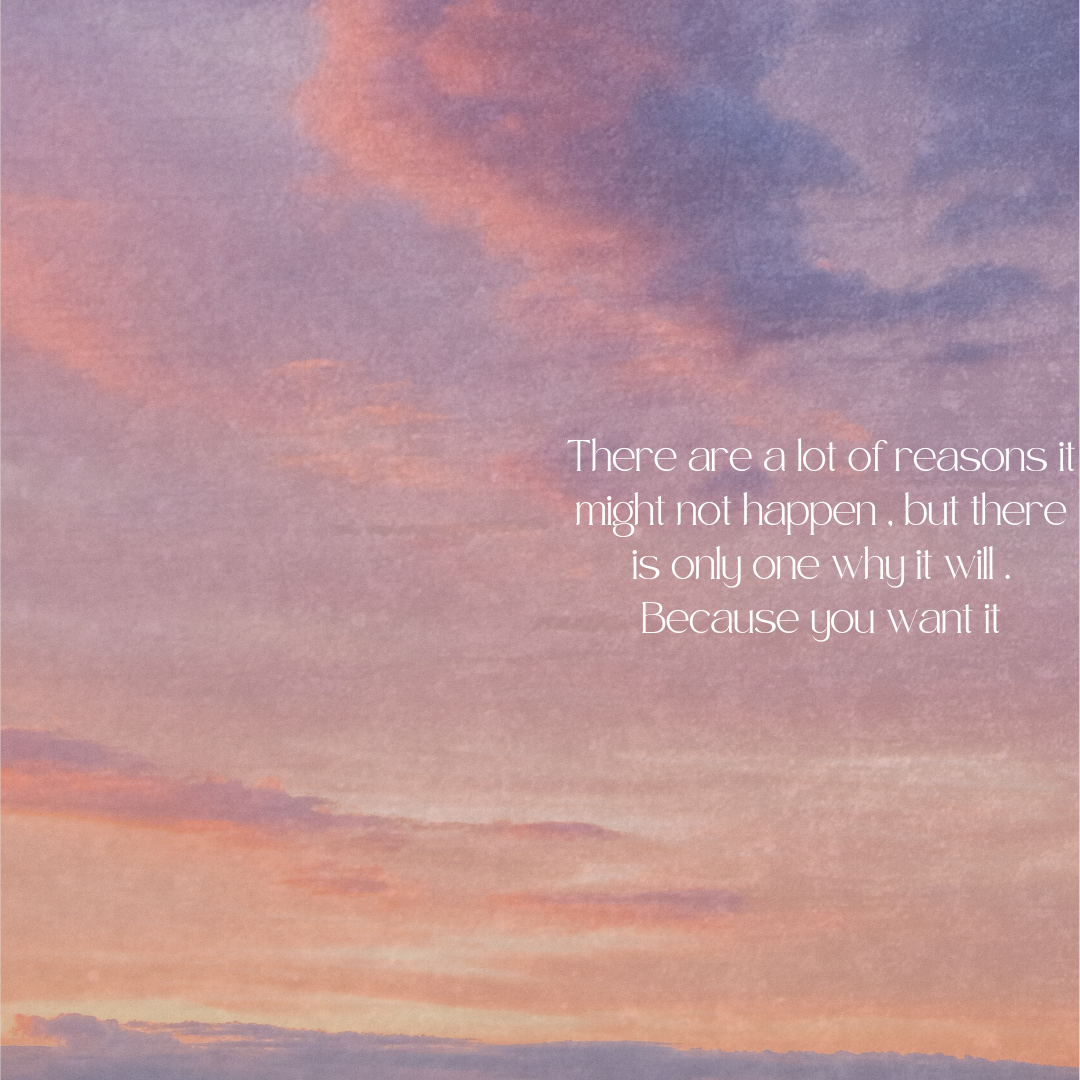 There are a lot of reasons it
might not happen , but there
is only one why it will .
Because you want it